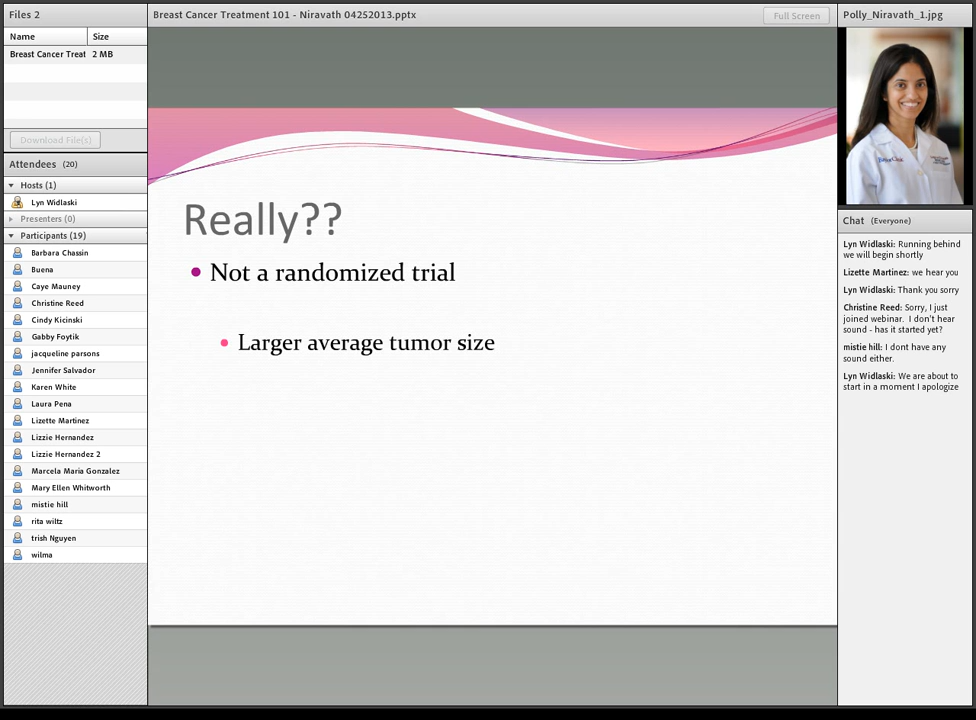 Files 2
Name Size
Breast Cancer Treat 2 MB
Download File(s)
Attendees (20)
Hosts (1)
Lyn Widlaski
Presenters (0)
Participants (19)
Barbara Chassin
Buena
Caye Mauney
Christine Reed
Cindy Kicinski
Gabby Foytik
jacqueline parsons
Jennifer Salvador
Karen White
Laura Pena
Lizette Martinez
Lizzie Hernandez
Lizzie Hernandez 2
Marcela Maria Gonzalez
Mary Ellen Whitworth
mistie hill
rita wiltz
trish Nguyen
wilma
Breast Cancer Treatment 101 - Niravath 04252013.pptx
Full Screen
Really??
Not a randomized trial
Larger average tumor size
Polly_Niravath_1.jpg
Chat (Everyone)
Lyn Widlaski: Running behind
we will begin shortly
Lizette Martinez: we hear you
Lyn Widlaski: Thank you sorry
Christine Reed: Sorry, I just
joined webinar. I don't hear
sound - has it started yet?
mistie hill: I dont have any
sound either.
Lyn Widlaski: We are about to
start in a moment I apologize